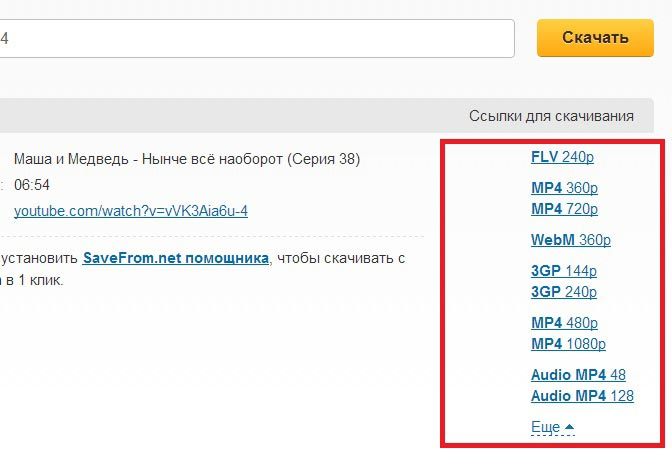 4
Скачать
Ссылки для скачивания
Маша и Медведь - Нынче всё наоборот (Серия 38)
: 06:54
youtube.com/watch?v=vVK3Aia6u-4
установить SaveFrom.net помощника, чтобы скачивать с
в 1 клик.
FLV 240p
MP4 360p
MP4 720p
WebM 360p
3GP 144p
3GP 240p
MP4 480p
MP4 1080p
Audio MP4 48
Audio MP4 128
Еще